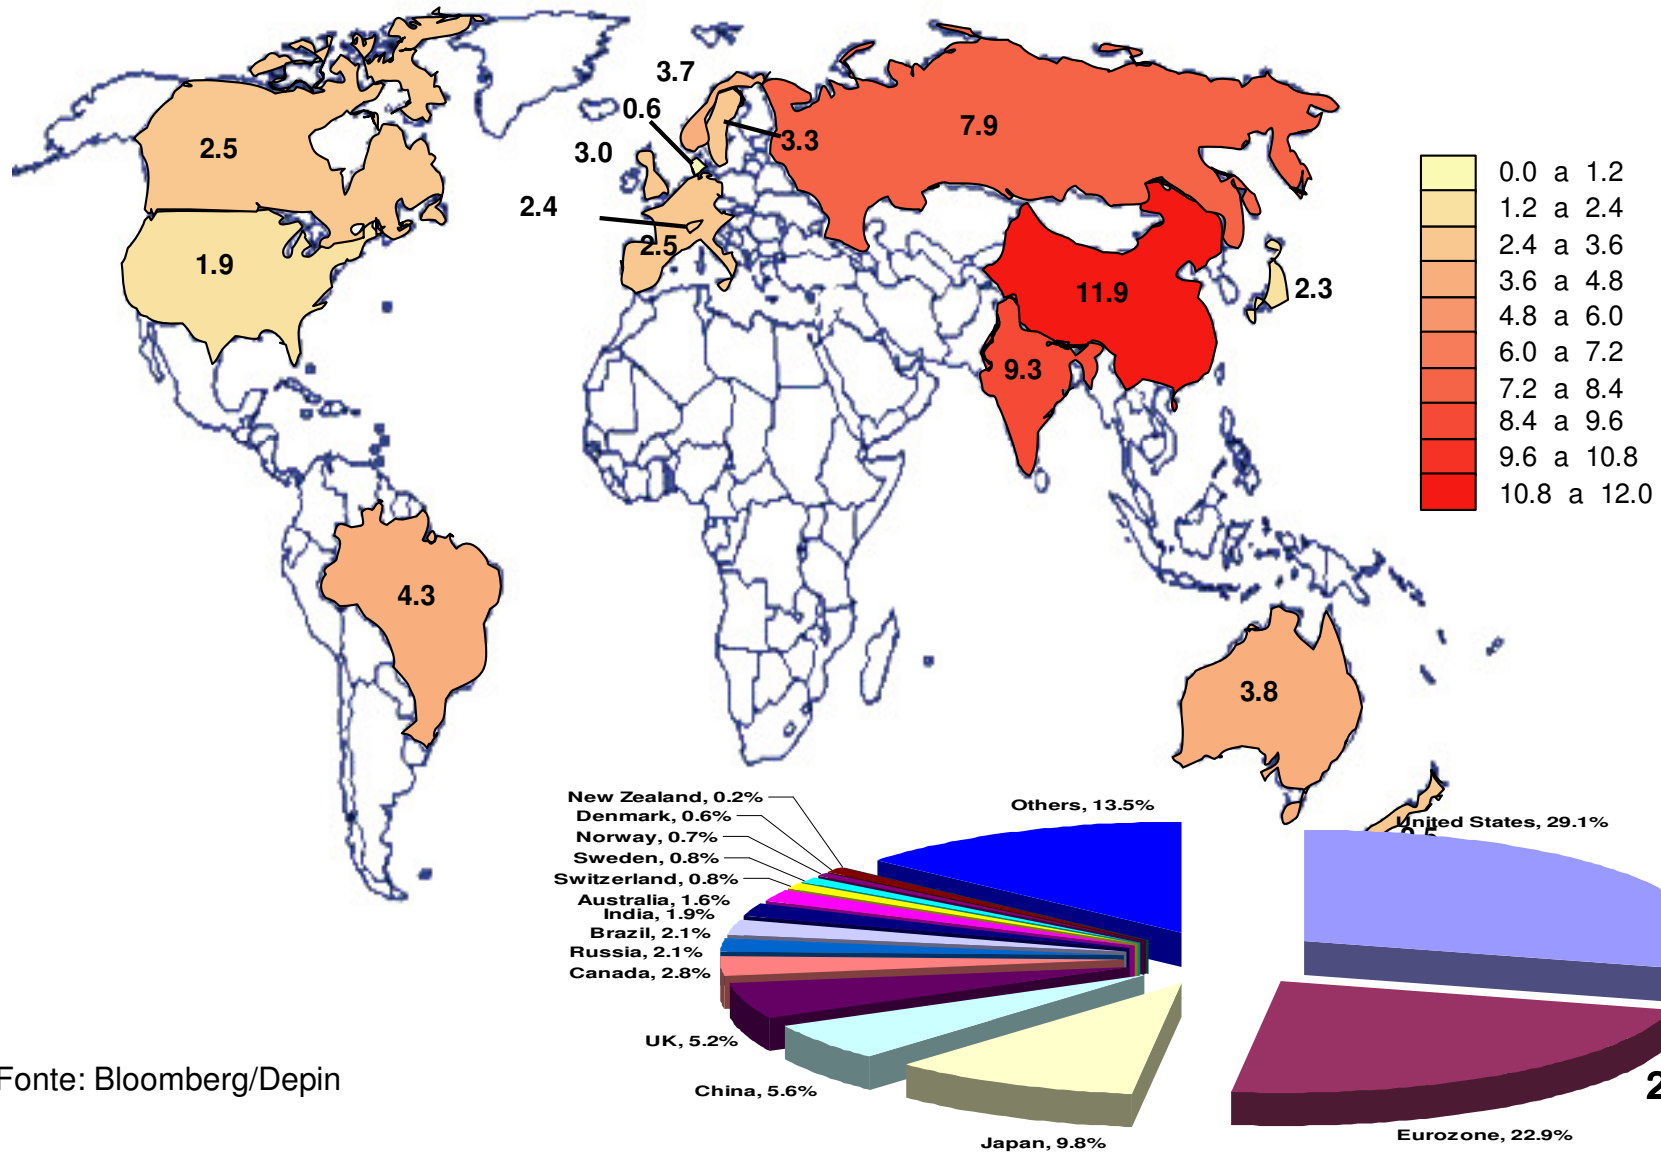 3.7
0.6
3.0
3.3
7.9
2.5
2.4
2.5
1.9
11.9
2.3
9.3
4.3
3.8
0.0 a 1.2
1.2 a 2.4
2.4 a 3.6
3.6 a 4.8
4.8 a 6.0
6.0 a 7.2
7.2 a 8.4
8.4 a 9.6
9.6 a 10.8
10.8 a 12.0
New Zealand, 0.2%
Denmark, 0.6%
Norway, 0.7%
Sweden, 0.8%
Switzerland, 0.8%
Australia, 1.6%
India, 1.9%
Brazil, 2.1%
Russia, 2.1%
Canada, 2.8%
UK, 5.2%
China, 5.6%
Japan, 9.8%
Others, 13.5%
United States, 29.1%
Eurozone, 22.9%
Fonte: Bloomberg/Depin
2